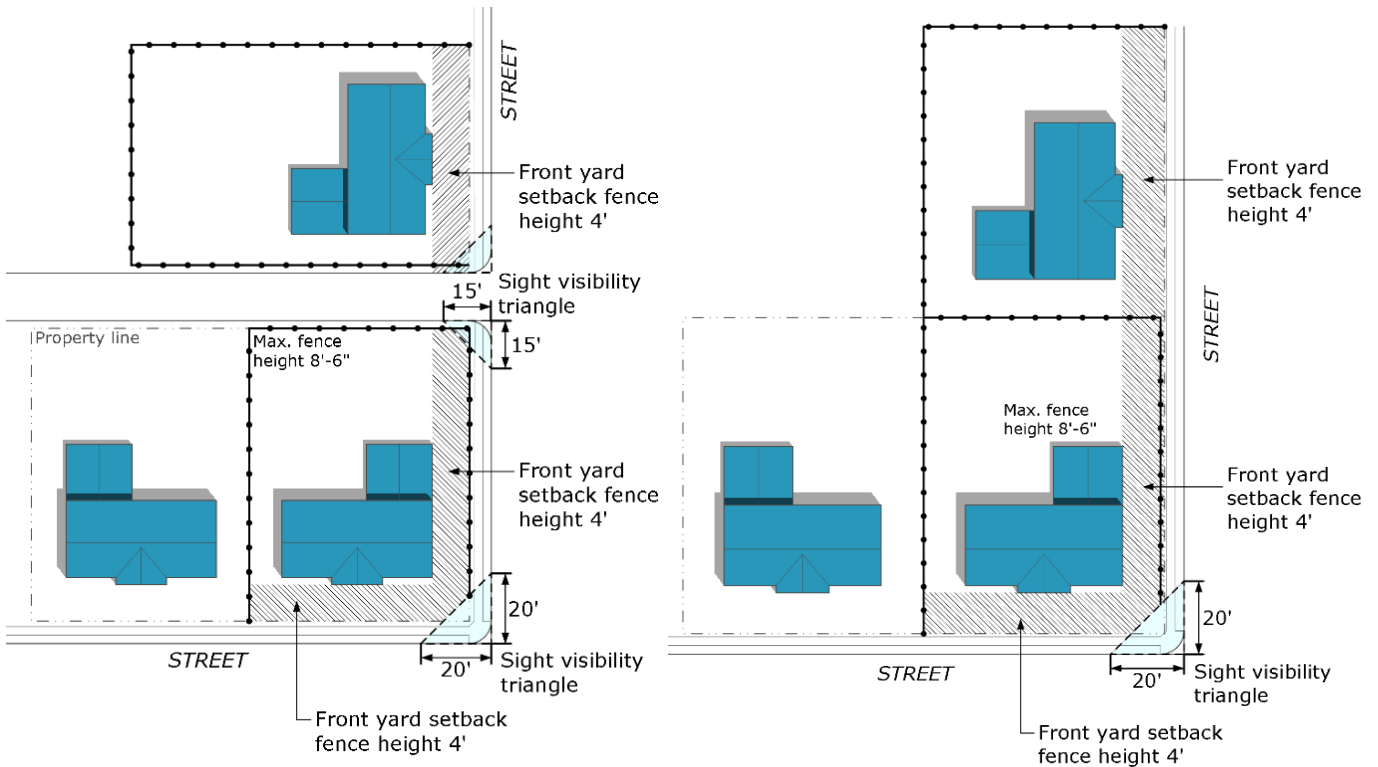 STREET
Front yard
setback fence
height 4'
Sight visibility
triangle
15'
15'
Property line
Max. fence
height 8'-6"
Front yard
setback fence
height 4'
20'
20'
STREET
Sight visibility
triangle
Front yard setback
fence height 4'
Front yard
setback fence
height 4'
STREET
Max. fence
height 8'-6"
Front yard
setback fence
height 4'
20'
20'
STREET
Sight visibility
triangle
Front yard setback
fence height 4'